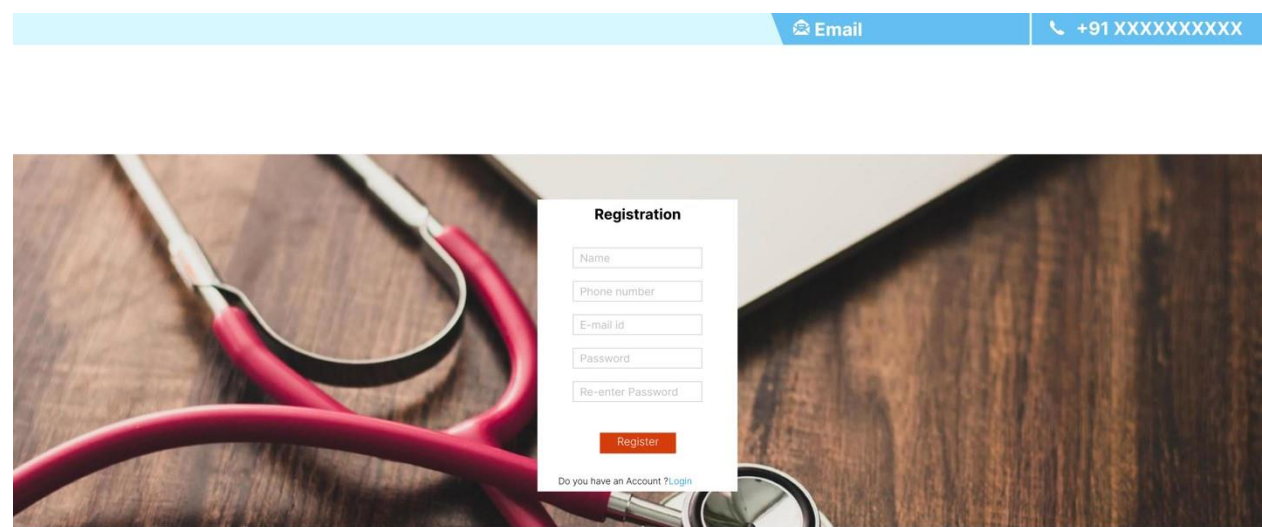 Email
+91 XXXXXXXXXX
Registration
Name
Phone number
E-mail id
Password
Re-enter Password
Register
Do you have an Account ?Login